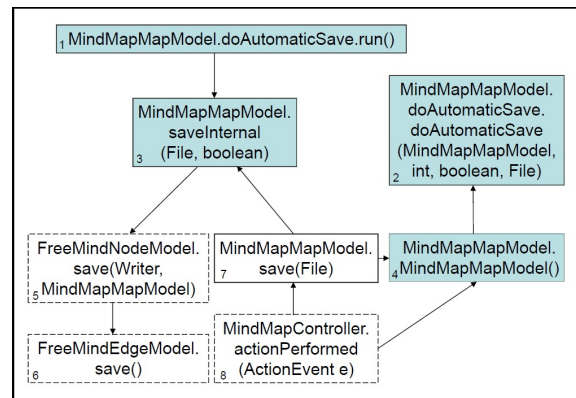 1 MindMapMapModel.doAutomaticSave.run()
MindMapMapModel.
saveInternal
(File, boolean)
3
MindMapMapModel.
doAutomaticSave.
doAutomaticSave
(MindMapMapModel,
int, boolean, File)
2
FreeMindNodeModel.
save(Writer,
MindMapMapModel)
5
MindMapMapModel.
save(File)
7
MindMapMapModel.
MindMapMapModel()
4
FreeMindEdgeModel.
save()
6
MindMapController.
actionPerformed
(ActionEvent e)
8